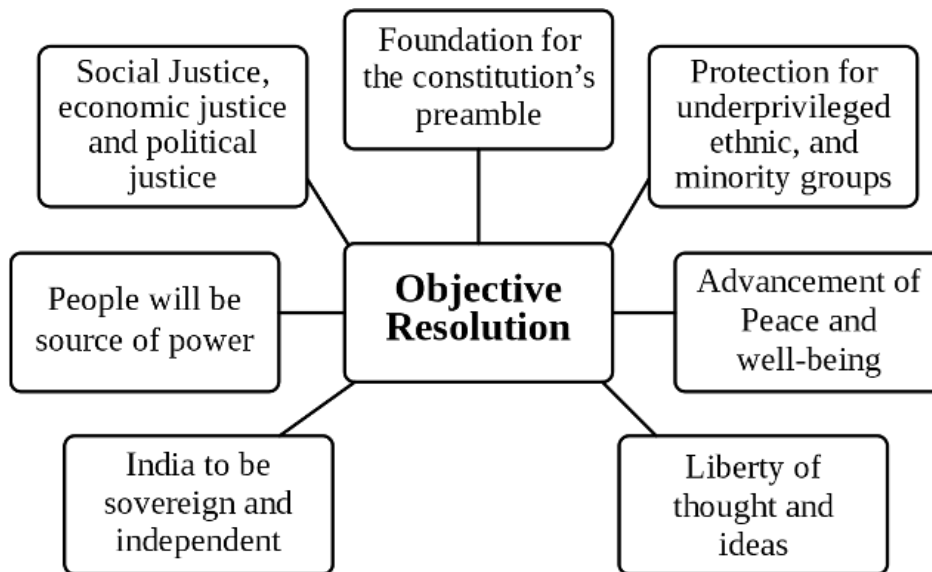 Foundation for
the constitution’s
preamble
Social Justice,
economic justice
and political
justice
Protection for
underprivileged
ethnic, and
minority groups
People will be
source of power
Objective
Resolution
Advancement of
Peace and
well-being
India to be
sovereign and
independent
Liberty of
thought and
ideas